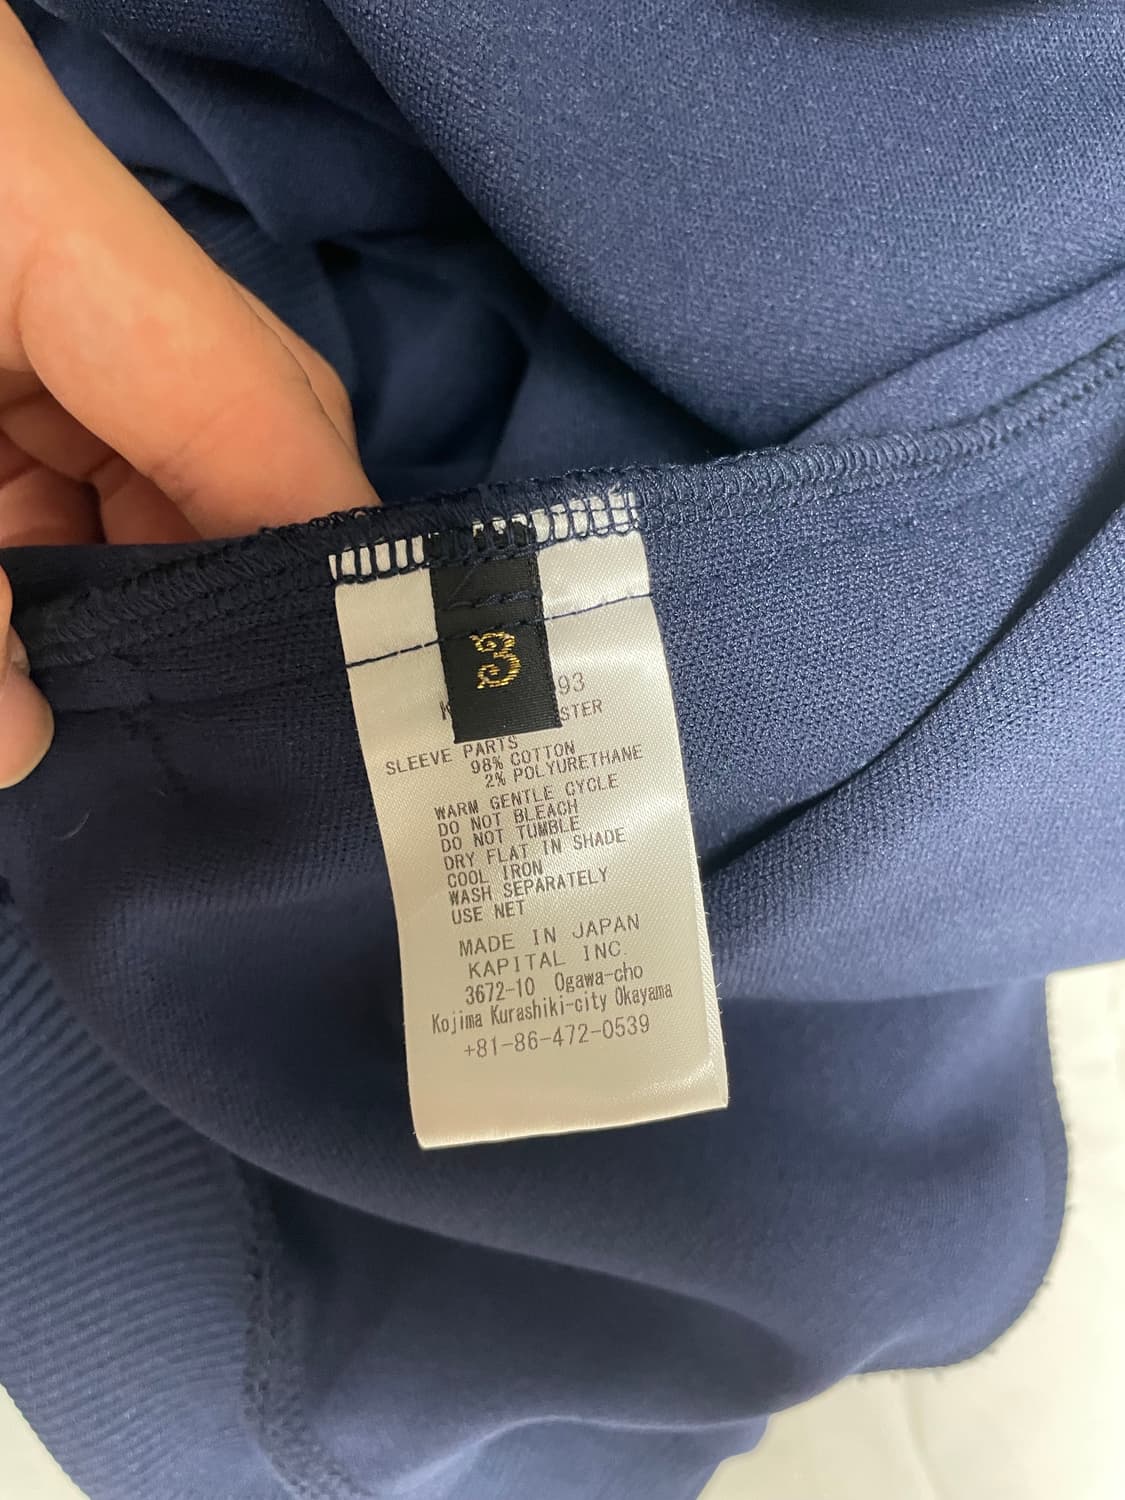 3
93
STER
SLEEVE PARTS
98% COTTON
2% POLYURETHANE
WARM GENTLE CYCLE
DO NOT BLEACH
DO NOT TUMBLE
DRY FLAT IN SHADE
COOL IRON
WASH SEPARATELY
USE NET
MADE IN JAPAN
KAPITAL INC.
3672-10 Ogawa-cho
Kojima Kurashiki-city Okayama
+81-86-472-0539